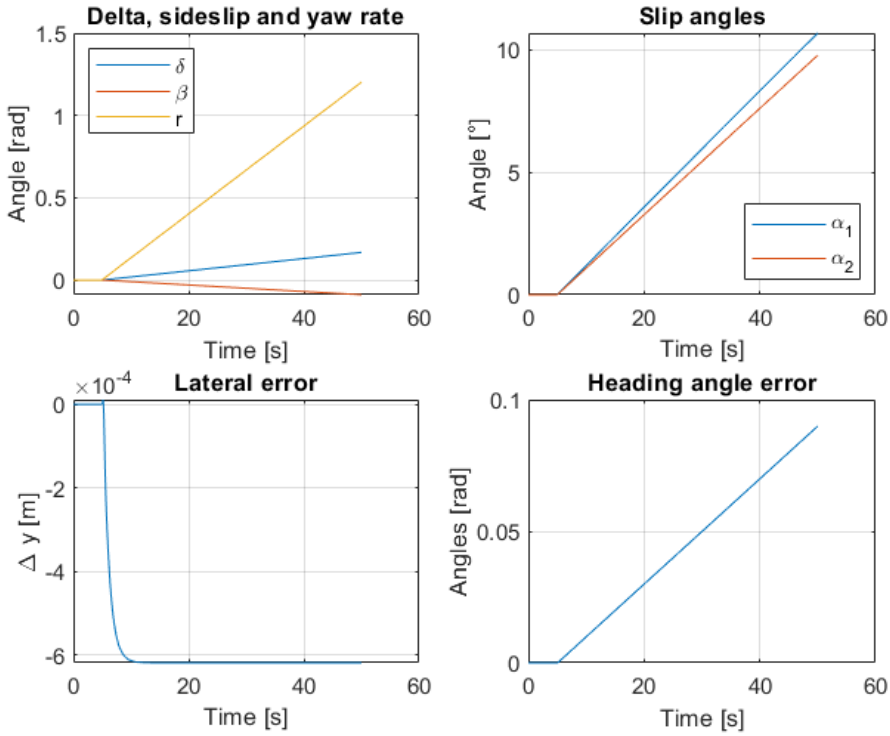 Delta, sideslip and yaw rate
1.5
1
0.5
0
Angle [rad]
δ
β
r
0 20 40 60
Time [s]
Slip angles
10
5
0
Angle [°]
α1
α2
0 20 40 60
Time [s]
×10-4
Lateral error
0
-2
-4
-6
Δ y [m]
0 20 40 60
Time [s]
Heading angle error
0.1
0.05
0
Angles [rad]
0 20 40 60
Time [s]